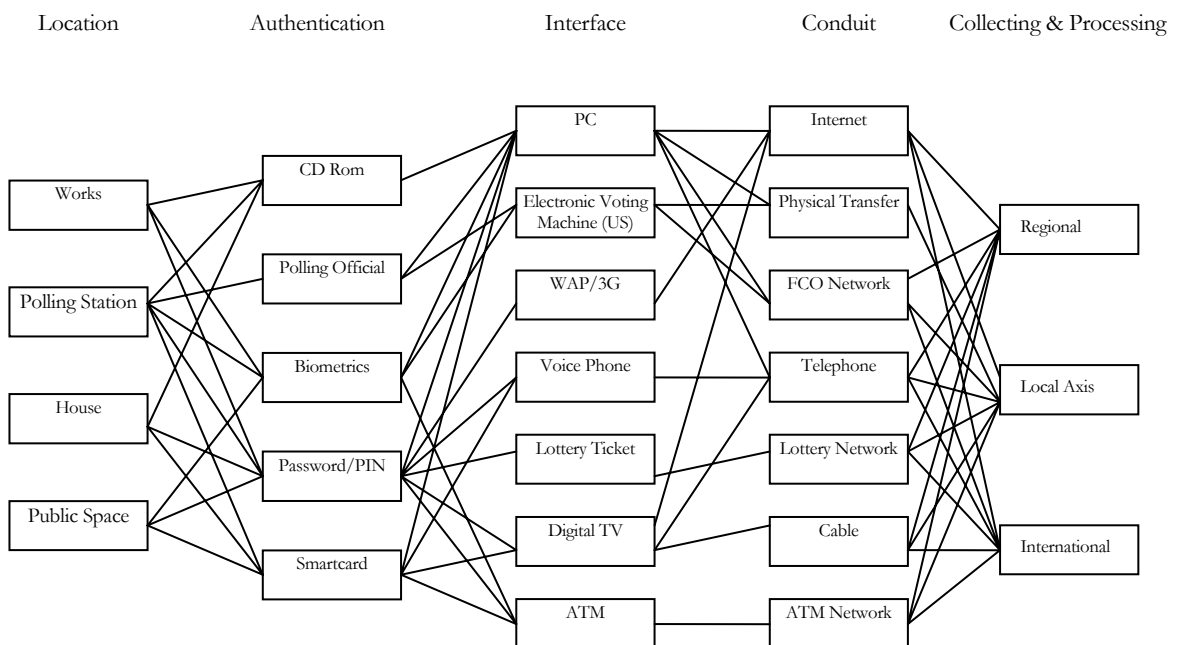 Location
Authentication
Interface
Conduit
Collecting & Processing
Works
Polling Station
House
Public Space
CD Rom
Polling Official
Biometrics
Password/PIN
Smartcard
PC
Electronic Voting
Machine (US)
WAP/3G
Voice Phone
Lottery Ticket
Digital TV
ATM
Internet
Physical Transfer
FCO Network
Telephone
Lottery Network
Cable
ATM Network
Regional
Local Axis
International